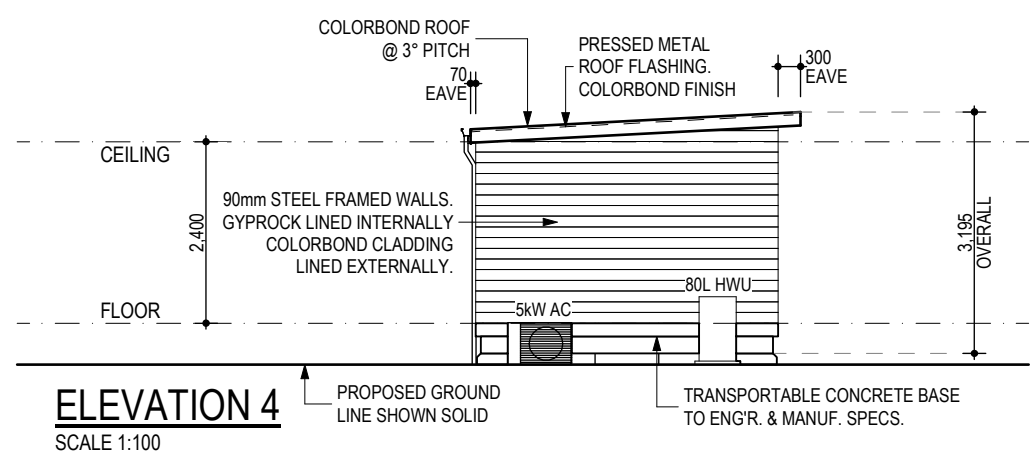 COLORBOND ROOF
@ 3° PITCH
PRESSED METAL
ROOF FLASHING.
COLORBOND FINISH
70
EAVE
300
EAVE
CEILING
2,400
90mm STEEL FRAMED WALLS.
GYPROCK LINED INTERNALLY
COLORBOND CLADDING
LINED EXTERNALLY.
3,195
OVERALL
80L HWU
FLOOR
5kW AC
ELEVATION 4
SCALE 1:100
PROPOSED GROUND
LINE SHOWN SOLID
TRANSPORTABLE CONCRETE BASE
TO ENG'R. & MANUF. SPECS.